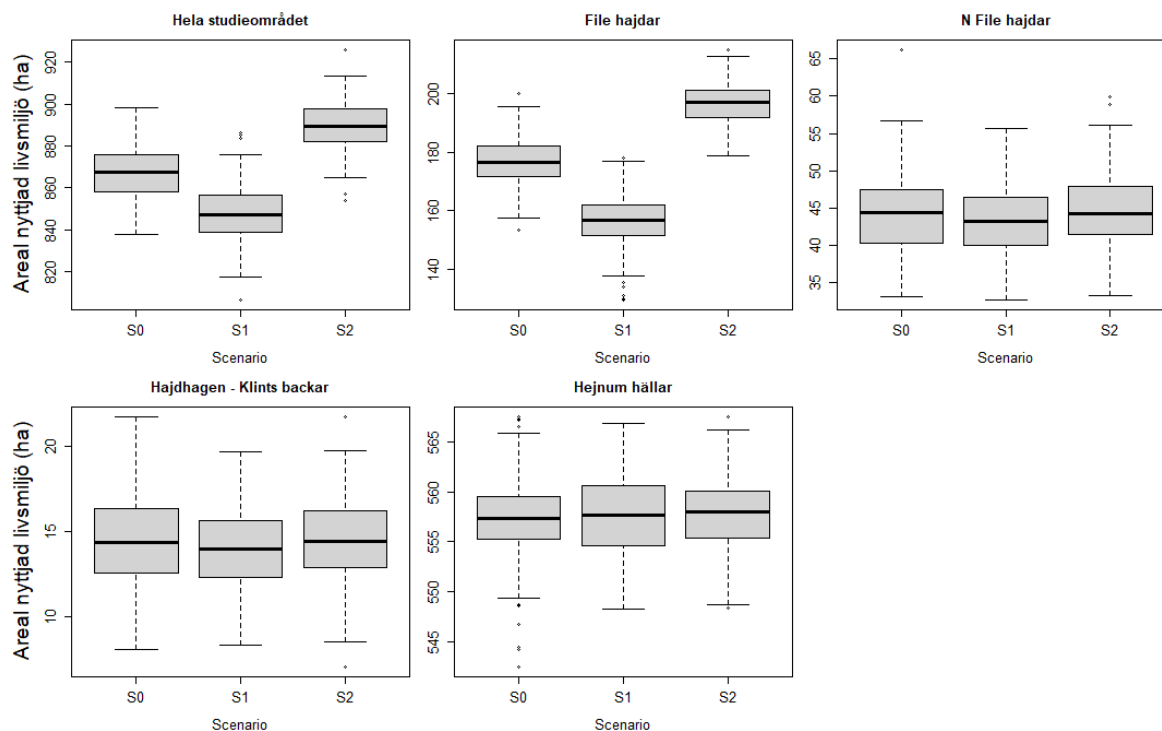 Hela studieområdet
Areal nyttjad livsmiljö (ha)
920
900
880
860
840
820
S0 S1 S2
Scenario
File hajdar
200
180
160
140
S0 S1 S2
Scenario
N File hajdar
65
60
55
50
45
40
35
S0 S1 S2
Scenario
Hajdhagen - Klints backar
Areal nyttjad livsmiljö (ha)
20
15
10
S0 S1 S2
Scenario
Hejnum hällar
565
560
555
550
545
S0 S1 S2
Scenario